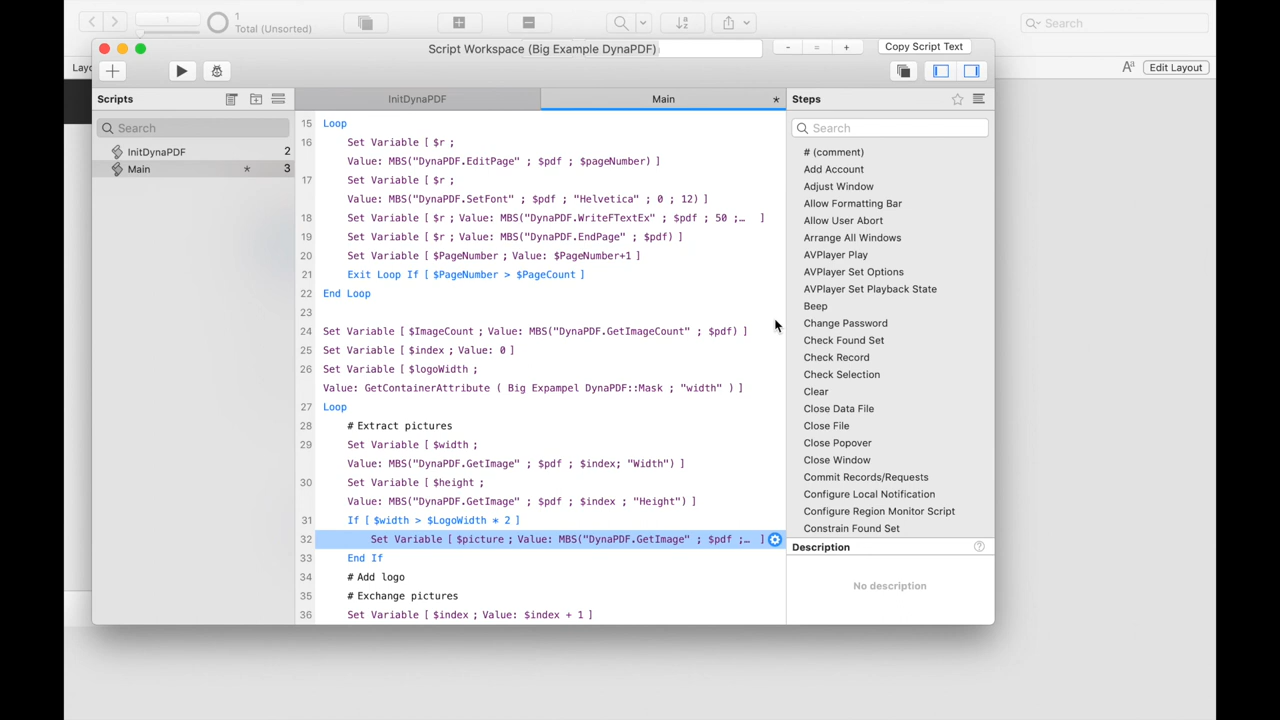 1
1
Total (Unsorted)
Search
Script Workspace (Big Example DynaPDF)
-
=
+
Copy Script Text
Layo
Edit Layout
Scripts
InitDynaPDF
Main
*
Steps
Search
Search
InitDynaPDF 2
Main * 3
15 Loop
16 Set Variable [ $r ;
Value: MBS("DynaPDF.EditPage" ; $pdf ; $pageNumber) ]
17 Set Variable [ $r ;
Value: MBS("DynaPDF.SetFont" ; $pdf ; "Helvetica" ; 0 ; 12) ]
18 Set Variable [ $r ; Value: MBS("DynaPDF.WriteFTextEx" ; $pdf ; 50 ;… ]
19 Set Variable [ $r ; Value: MBS("DynaPDF.EndPage" ; $pdf) ]
20 Set Variable [ $PageNumber ; Value: $PageNumber+1 ]
21 Exit Loop If [ $PageNumber > $PageCount ]
22 End Loop
23
24 Set Variable [ $ImageCount ; Value: MBS("DynaPDF.GetImageCount" ; $pdf) ]
25 Set Variable [ $index ; Value: 0 ]
26 Set Variable [ $logoWidth ;
Value: GetContainerAttribute ( Big Expampel DynaPDF::Mask ; "width" ) ]
27 Loop
28 # Extract pictures
29 Set Variable [ $width ;
Value: MBS("DynaPDF.GetImage" ; $pdf ; $index; "Width") ]
30 Set Variable [ $height ;
Value: MBS("DynaPDF.GetImage" ; $pdf ; $index ; "Height") ]
31 If [ $width > $LogoWidth * 2 ]
32 Set Variable [ $picture ; Value: MBS("DynaPDF.GetImage" ; $pdf ;… ]
33 End If
34 # Add logo
35 # Exchange pictures
36 Set Variable [ $index ; Value: $index + 1 ]
# (comment)
Add Account
Adjust Window
Allow Formatting Bar
Allow User Abort
Arrange All Windows
AVPlayer Play
AVPlayer Set Options
AVPlayer Set Playback State
Beep
Change Password
Check Found Set
Check Record
Check Selection
Clear
Close Data File
Close File
Close Popover
Close Window
Commit Records/Requests
Configure Local Notification
Configure Region Monitor Script
Constrain Found Set
Description
No description